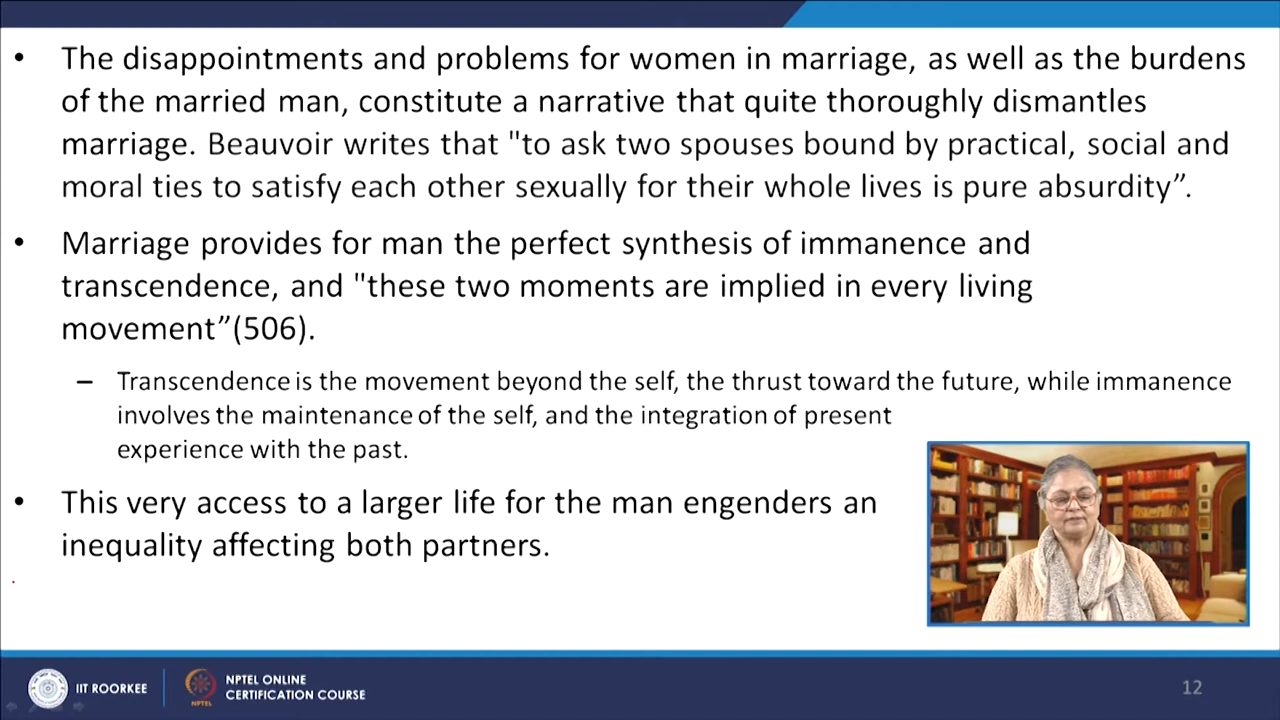 • The disappointments and problems for women in marriage, as well as the burdens
of the married man, constitute a narrative that quite thoroughly dismantles
marriage. Beauvoir writes that "to ask two spouses bound by practical, social and
moral ties to satisfy each other sexually for their whole lives is pure absurdity”.
• Marriage provides for man the perfect synthesis of immanence and
transcendence, and "these two moments are implied in every living
movement”(506).
– Transcendence is the movement beyond the self, the thrust toward the future, while immanence
involves the maintenance of the self, and the integration of present
experience with the past.
• This very access to a larger life for the man engenders an
inequality affecting both partners.
IIT ROORKEE
NPTEL
NPTEL ONLINE
CERTIFICATION COURSE
12